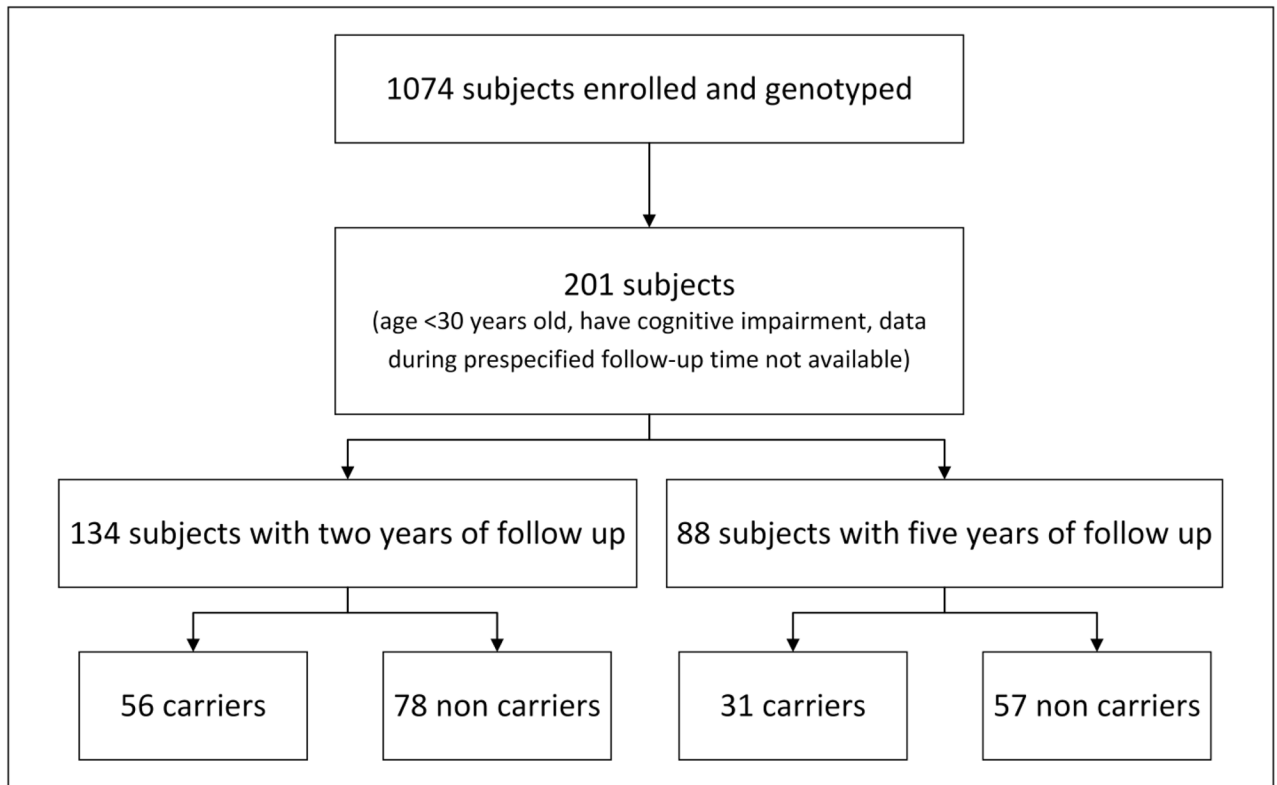 1074 subjects enrolled and genotyped
201 subjects
(age <30 years old, have cognitive impairment, data
during prespecified follow-up time not available)
134 subjects with two years of follow up
88 subjects with five years of follow up
56 carriers
78 non carriers
31 carriers
57 non carriers